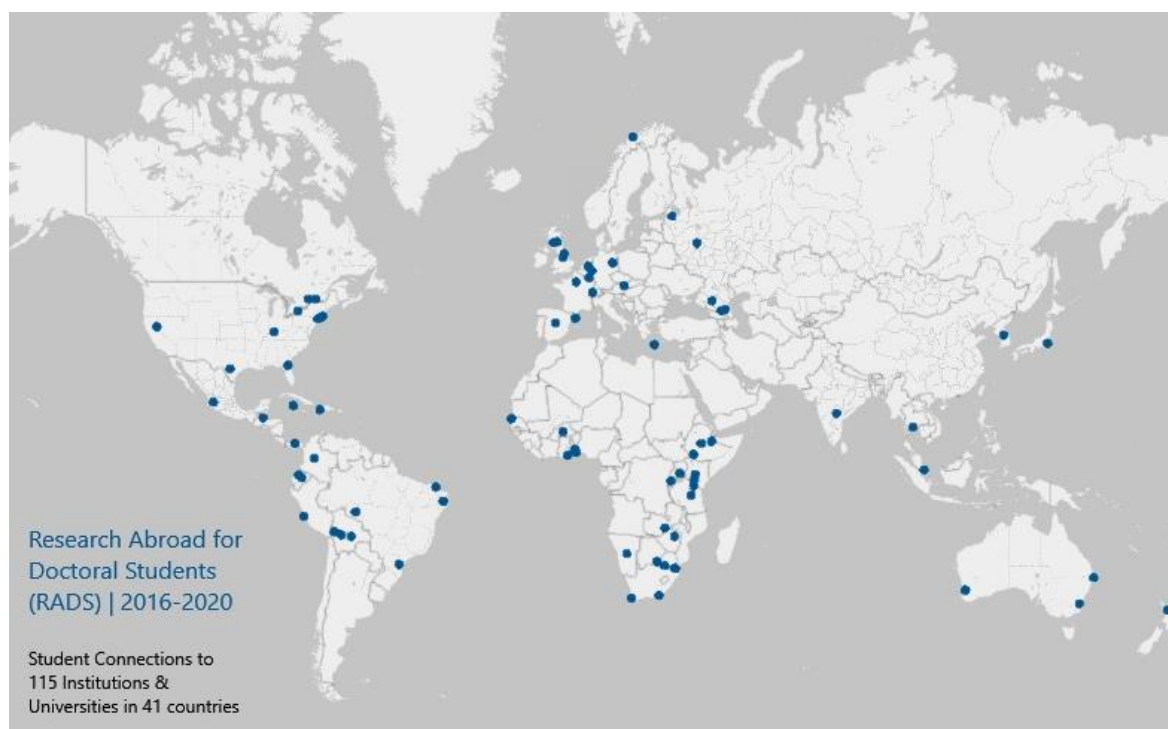 Research Abroad for
Doctoral Students
(RADS) | 2016-2020
Student Connections to
115 Institutions &
Universities in 41 countries